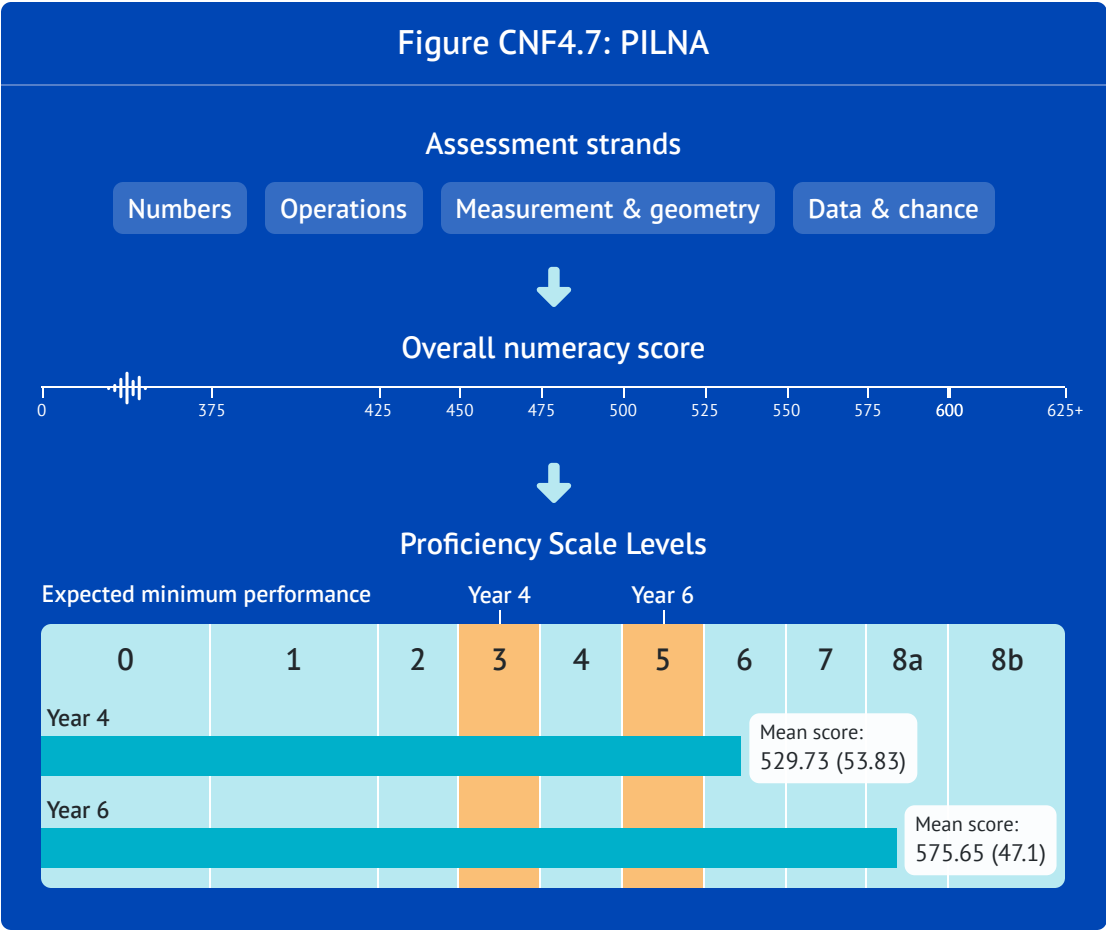 Figure CNF4.7: PILNA
Assessment strands
Numbers
Operations
Measurement & geometry
Data & chance
Overall numeracy score
0 375 425 450 475 500 525 550 575 600 625+
Proficiency Scale Levels
Expected minimum performance Year 4 Year 6
0 1 2 3 4 5 6 7 8a 8b
Year 4
Mean score:
529.73 (53.83)
Year 6
Mean score:
575.65 (47.1)